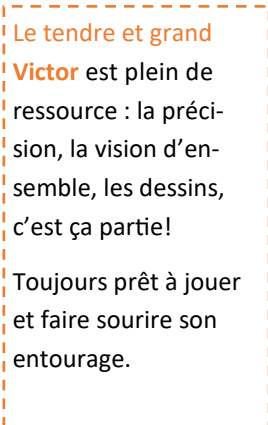 Le tendre et grand
Victor est plein de
ressource : la préci-
sion, la vision d'en-
semble, les dessins,
c'est ça partie!
Toujours prêt à jouer
et faire sourire son
entourage.